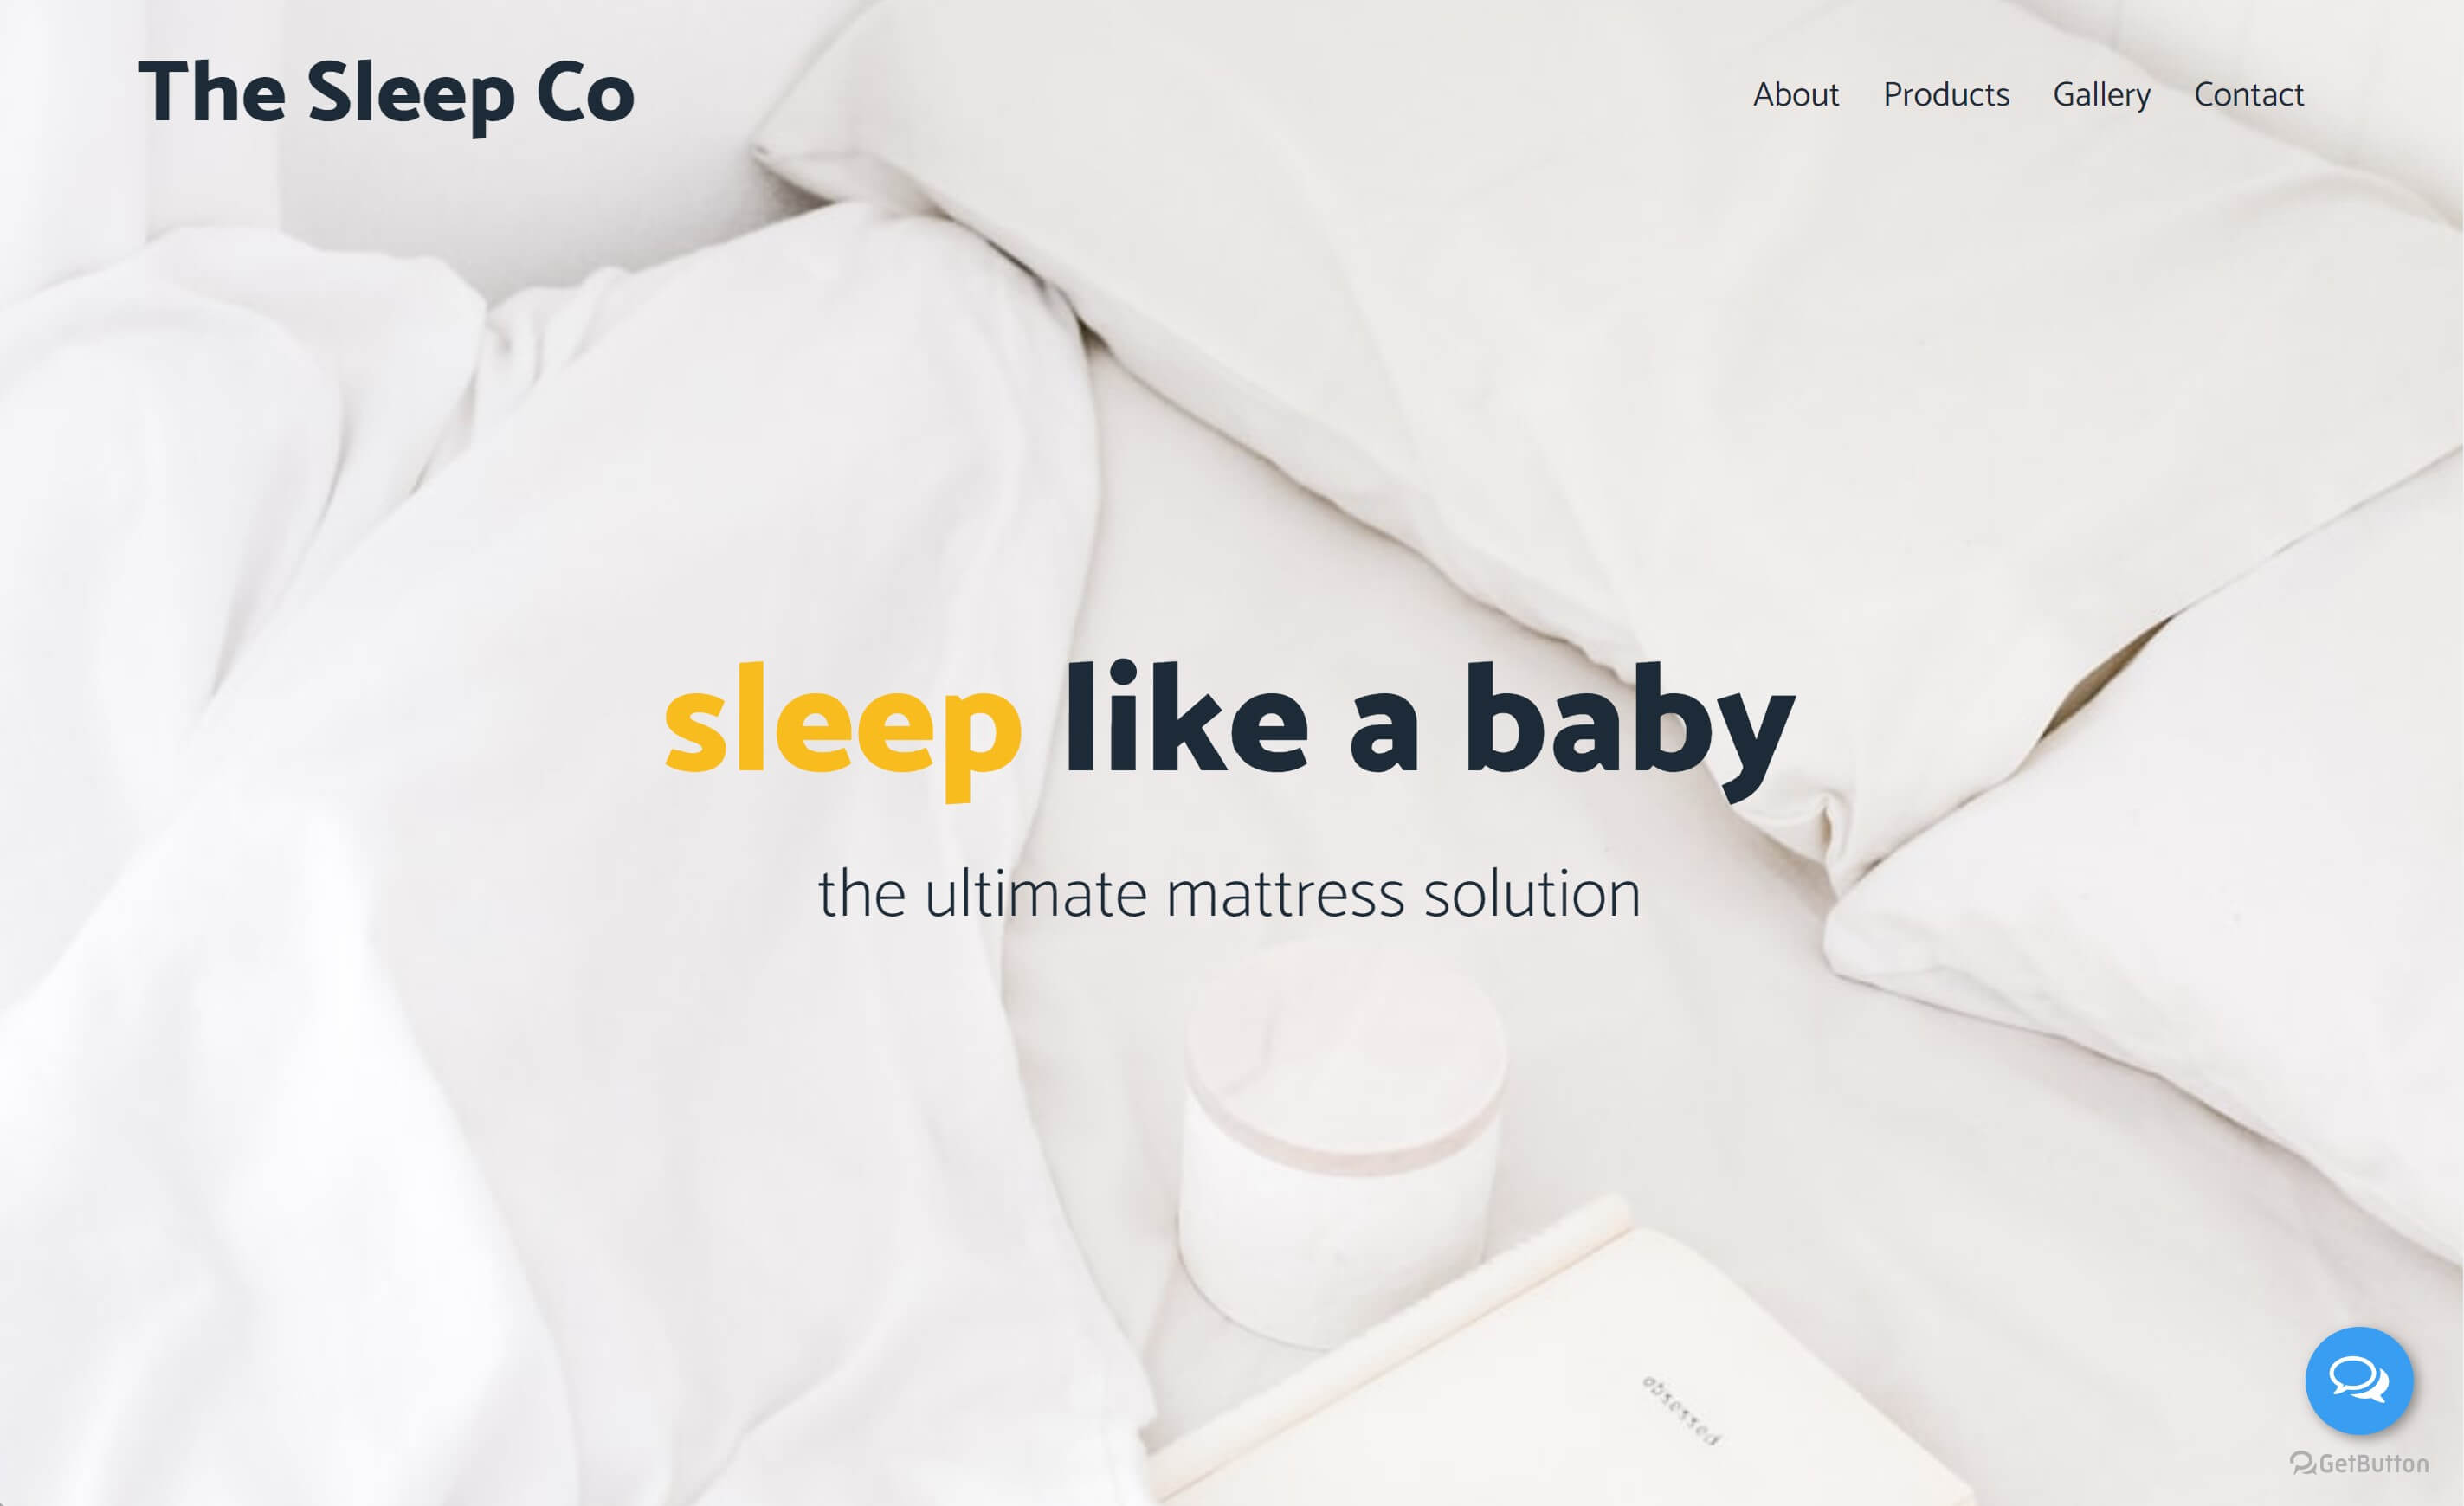 The Sleep Co
About Products Gallery Contact
sleep like a baby
the ultimate mattress solution
obsessed
GetButton